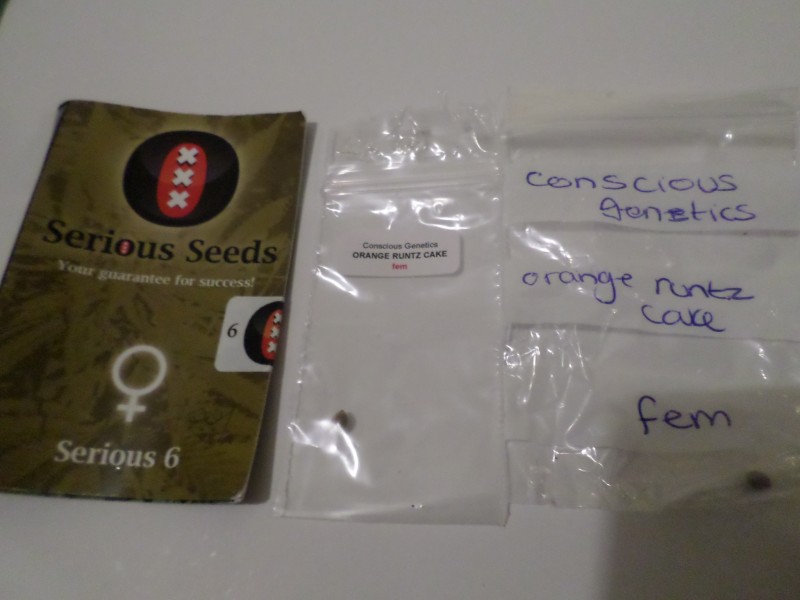 Serious Seeds
Your guarantee for success!
6
Serious 6
Conscious Genetics
ORANGE RUNTZ CAKE
fem
conscious
genetics
orange runtz
cake
fem